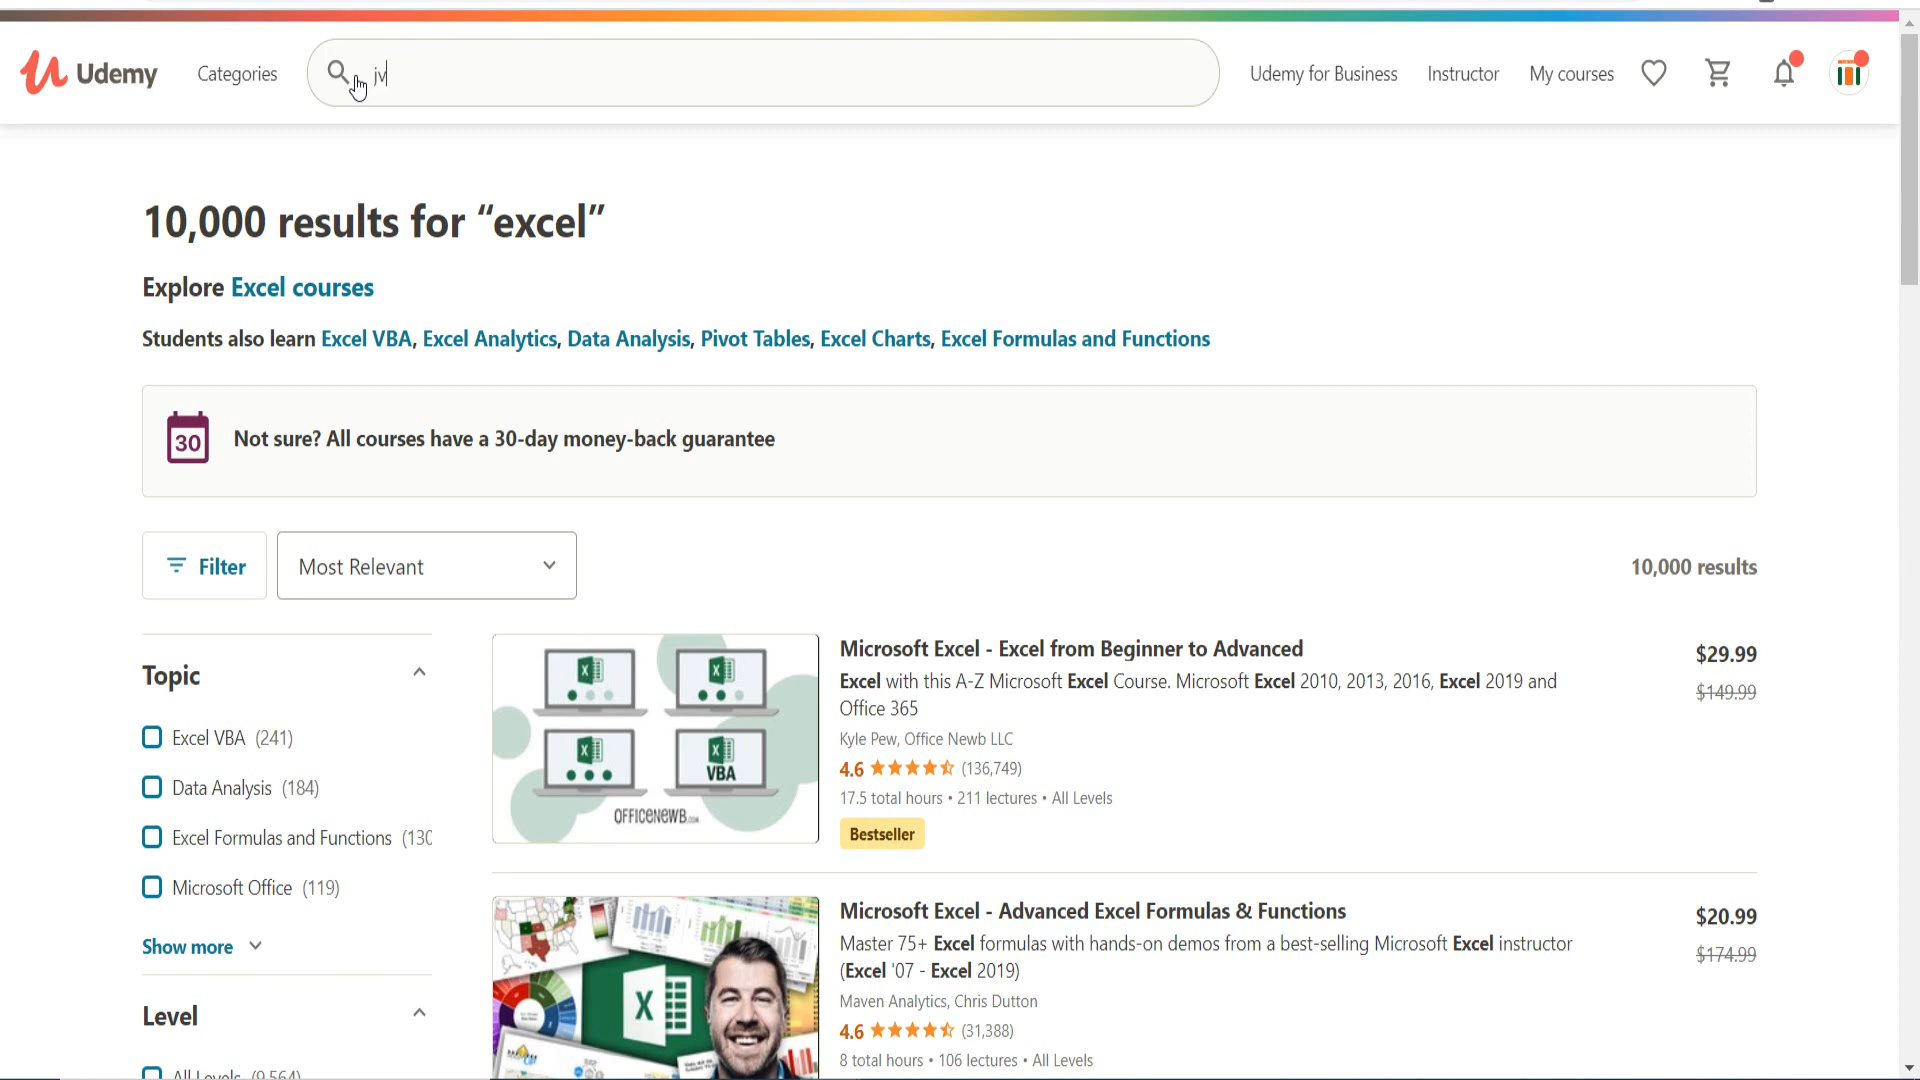 Udemy
Categories
jv
Udemy for Business
Instructor
My courses
10,000 results for “excel”
Explore Excel courses
Students also learn Excel VBA, Excel Analytics, Data Analysis, Pivot Tables, Excel Charts, Excel Formulas and Functions
30
Not sure? All courses have a 30-day money-back guarantee
Filter
Most Relevant
10,000 results
Topic
Excel VBA (241)
Data Analysis (184)
Excel Formulas and Functions (130
Microsoft Office (119)
Show more
Level
All Levels (9,564)
VBA
OFFICENEWB.COM
Microsoft Excel - Excel from Beginner to Advanced
Excel with this A-Z Microsoft Excel Course. Microsoft Excel 2010, 2013, 2016, Excel 2019 and
Office 365
Kyle Pew, Office Newb LLC
4.6 (136,749)
17.5 total hours • 211 lectures • All Levels
Bestseller
$29.99
$149.99
Microsoft Excel - Advanced Excel Formulas & Functions
Master 75+ Excel formulas with hands-on demos from a best-selling Microsoft Excel instructor
(Excel '07 - Excel 2019)
Maven Analytics, Chris Dutton
4.6 (31,388)
8 total hours • 106 lectures • All Levels
$20.99
$174.99
X